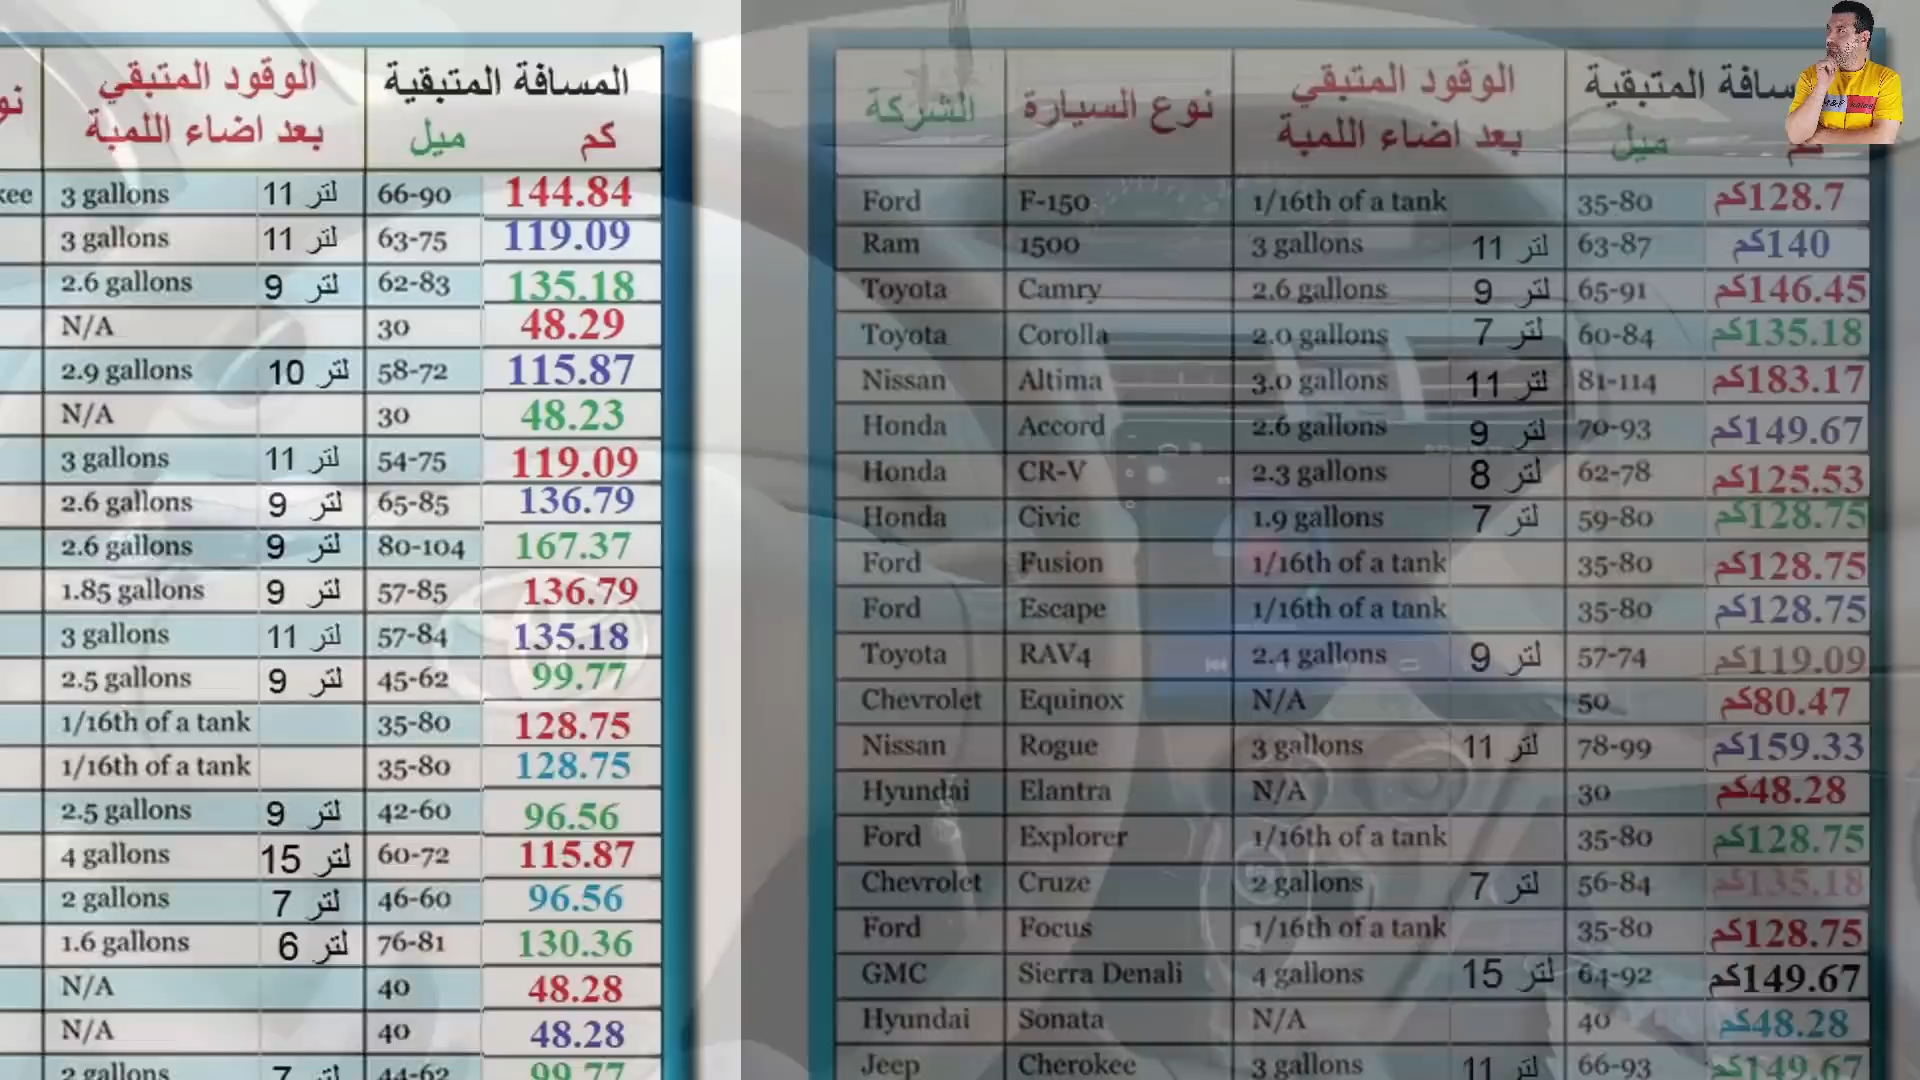 الوقود المتبقي
بعد اضاء اللمبة
المسافة المتبقية
ميل
كم
kee 3 gallons 11 لتر 66-90 144.84
3 gallons 11 لتر 63-75 119.09
2.6 gallons 9 لتر 62-83 135.18
N/A 30 48.29
2.9 gallons 10 لتر 58-72 115.87
N/A 30 48.23
3 gallons 11 لتر 54-75 119.09
2.6 gallons 9 لتر 65-85 136.79
2.6 gallons 9 لتر 80-104 167.37
1.85 gallons 9 لتر 57-85 136.79
3 gallons 11 لتر 57-84 135.18
2.5 gallons 9 لتر 45-62 99.77
1/16th of a tank 35-80 128.75
1/16th of a tank 35-80 128.75
2.5 gallons 9 لتر 42-60 96.56
4 gallons 15 لتر 60-72 115.87
2 gallons 7 لتر 46-60 96.56
1.6 gallons 6 لتر 76-81 130.36
N/A 40 48.28
N/A 40 48.28
2 gallons 7 لتر 44-62 99.77
الشركة
نوع السيارة
الوقود المتبقي
بعد اضاء اللمبة
سافة المتبقية
ميل
كم
Ford F-150 1/16th of a tank 35-80 128.7كم
Ram 1500 3 gallons 11 لتر 63-87 140كم
Toyota Camry 2.6 gallons 9 لتر 65-91 146.45كم
Toyota Corolla 2.0 gallons 7 لتر 60-84 135.18كم
Nissan Altima 3.0 gallons 11 لتر 81-114 183.17كم
Honda Accord 2.6 gallons 9 لتر 70-93 149.67كم
Honda CR-V 2.3 gallons 8 لتر 62-78 125.53كم
Honda Civic 1.9 gallons 7 لتر 59-80 128.75كم
Ford Fusion 1/16th of a tank 35-80 128.75كم
Ford Escape 1/16th of a tank 35-80 128.75كم
Toyota RAV4 2.4 gallons 9 لتر 57-74 119.09كم
Chevrolet Equinox N/A 50 80.47كم
Nissan Rogue 3 gallons 11 لتر 78-99 159.33كم
Hyundai Elantra N/A 30 48.28كم
Ford Explorer 1/16th of a tank 35-80 128.75كم
Chevrolet Cruze 2 gallons 7 لتر 56-84 135.18كم
Ford Focus 1/16th of a tank 35-80 128.75كم
GMC Sierra Denali 4 gallons 15 لتر 64-92 149.67كم
Hyundai Sonata N/A 40 48.28كم
Jeep Cherokee 3 gallons 11 لتر 66-93 149.67كم